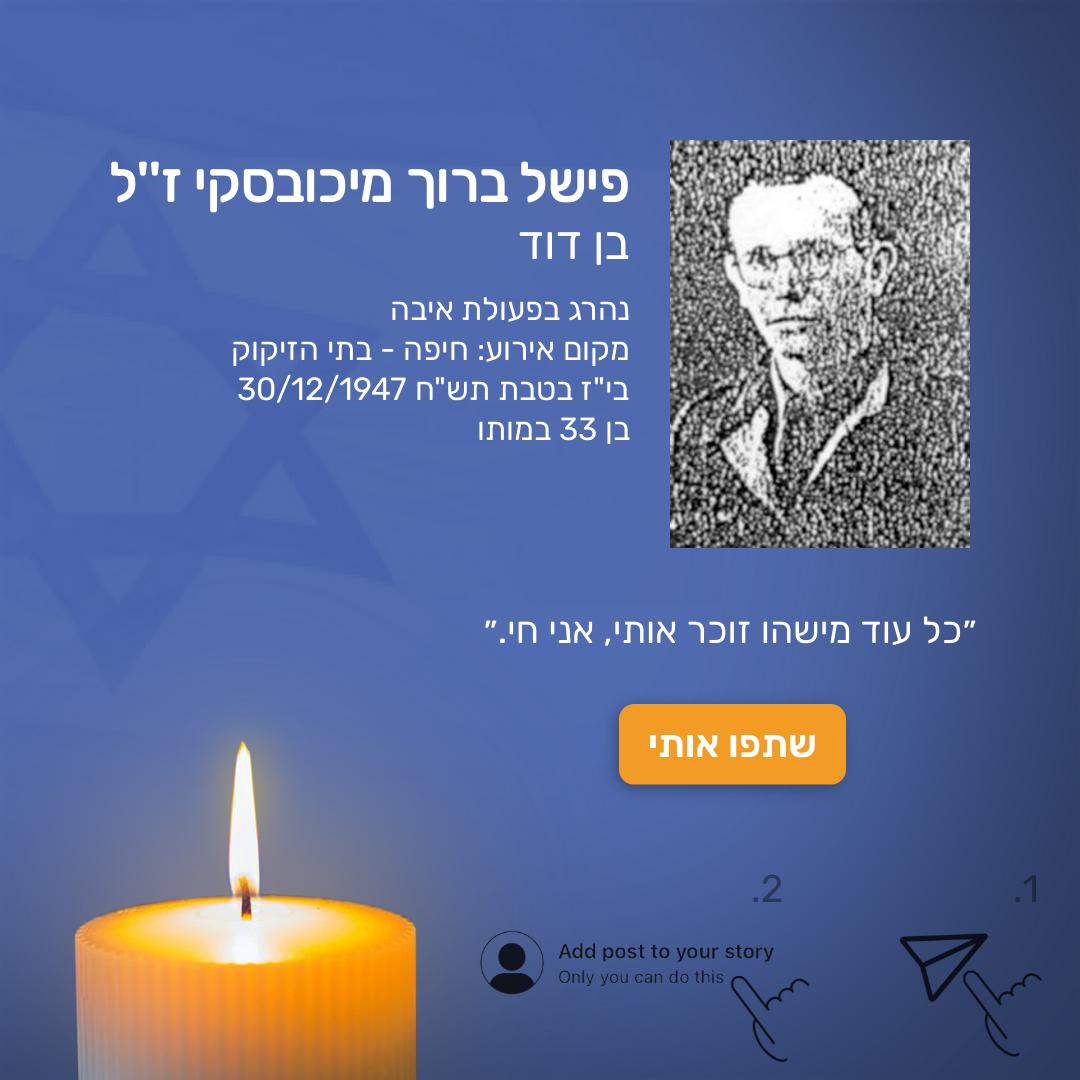 פישל ברוך מיכובסקי ז"ל
בן דוד
נהרג בפעולת איבה
מקום אירוע: חיפה - בתי הזיקוק
בי"ז בטבת תש"ח 30/12/1947
בן 33 במותו
״כל עוד מישהו זוכר אותי, אני חי.״
שתפו אותי
.1
.2
Add post to your story
Only you can do this